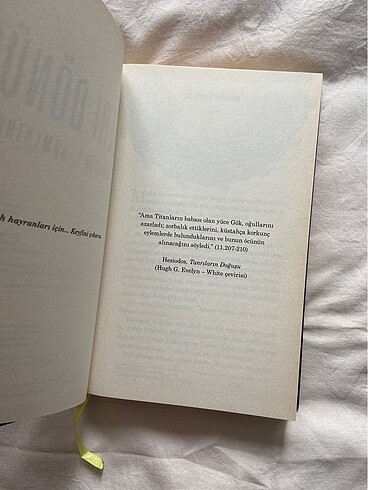 hayranları için... Keyfini çıkarın.
"Ama Titanların babası olan yüce Gök, oğullarını
azarladı; zorbalık ettiklerini, küstahça korkunç
eylemlerde bulunduklarını ve bunun öcünün
alınacağını söyledi." (11.207-210)
Hesiodos, Tanrıların Doğuşu
(Hugh G. Evelyn – White çevirisi)